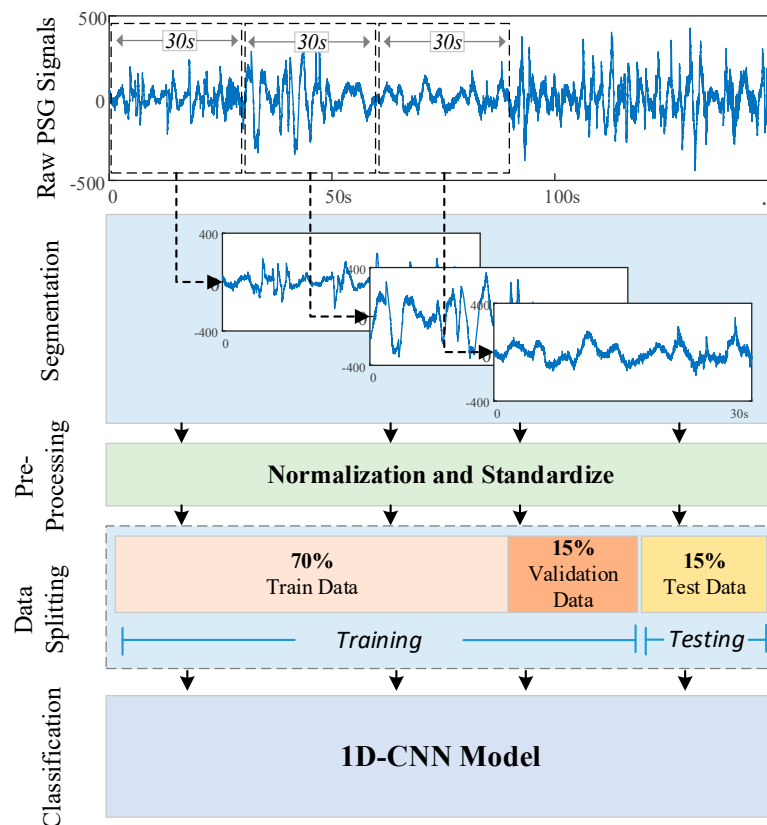 Raw PSG Signals
500
0
-500
30s
30s
30s
0
50s
100s
Segmentation
400
0
-400
0
400
0
-400
0
400
0
-400
0
30s
Pre-
Processing
Normalization and Standardize
Data
Splitting
70%
Train Data
15%
Validation
Data
15%
Test Data
Training
Testing
Classification
1D-CNN Model